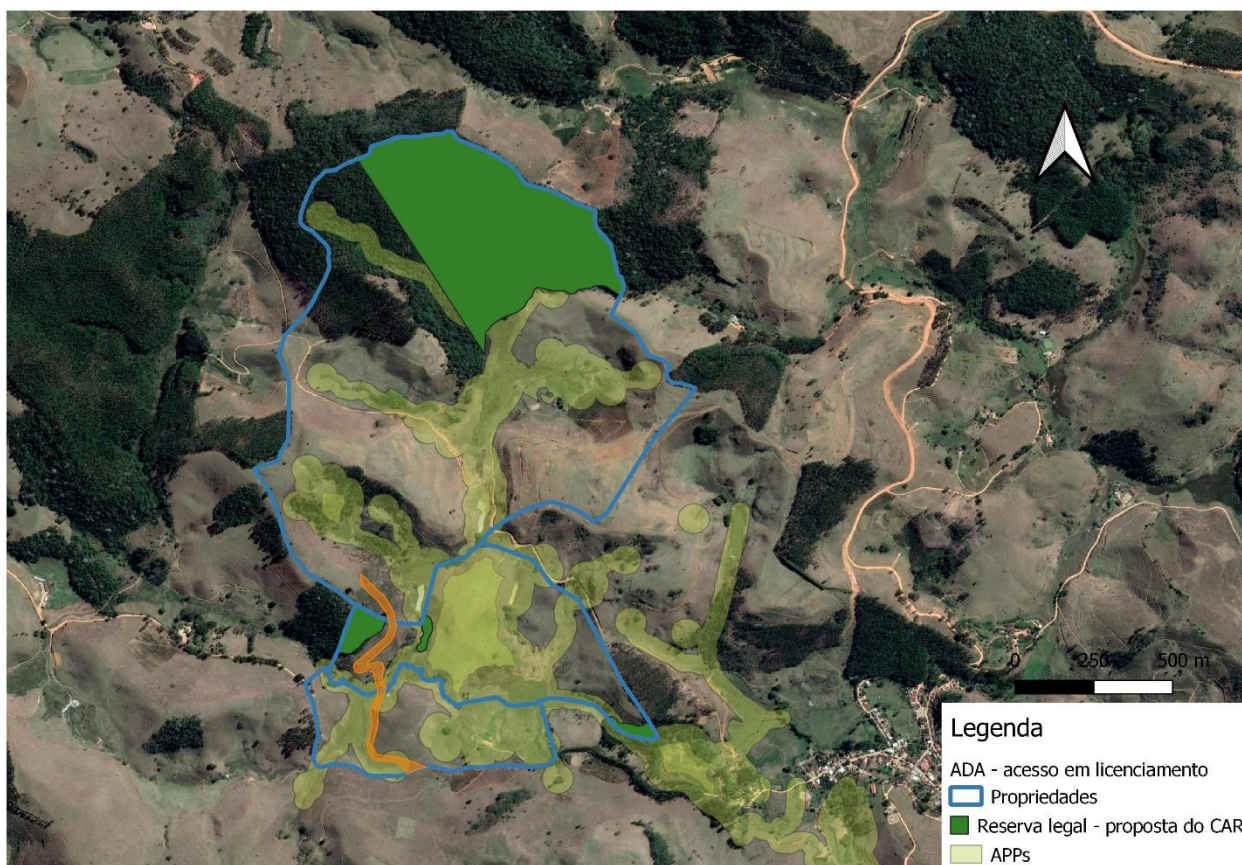 0 250 500 m
Legenda
ADA - acesso em licenciamento
Propriedades
Reserva legal - proposta do CAR
APPs